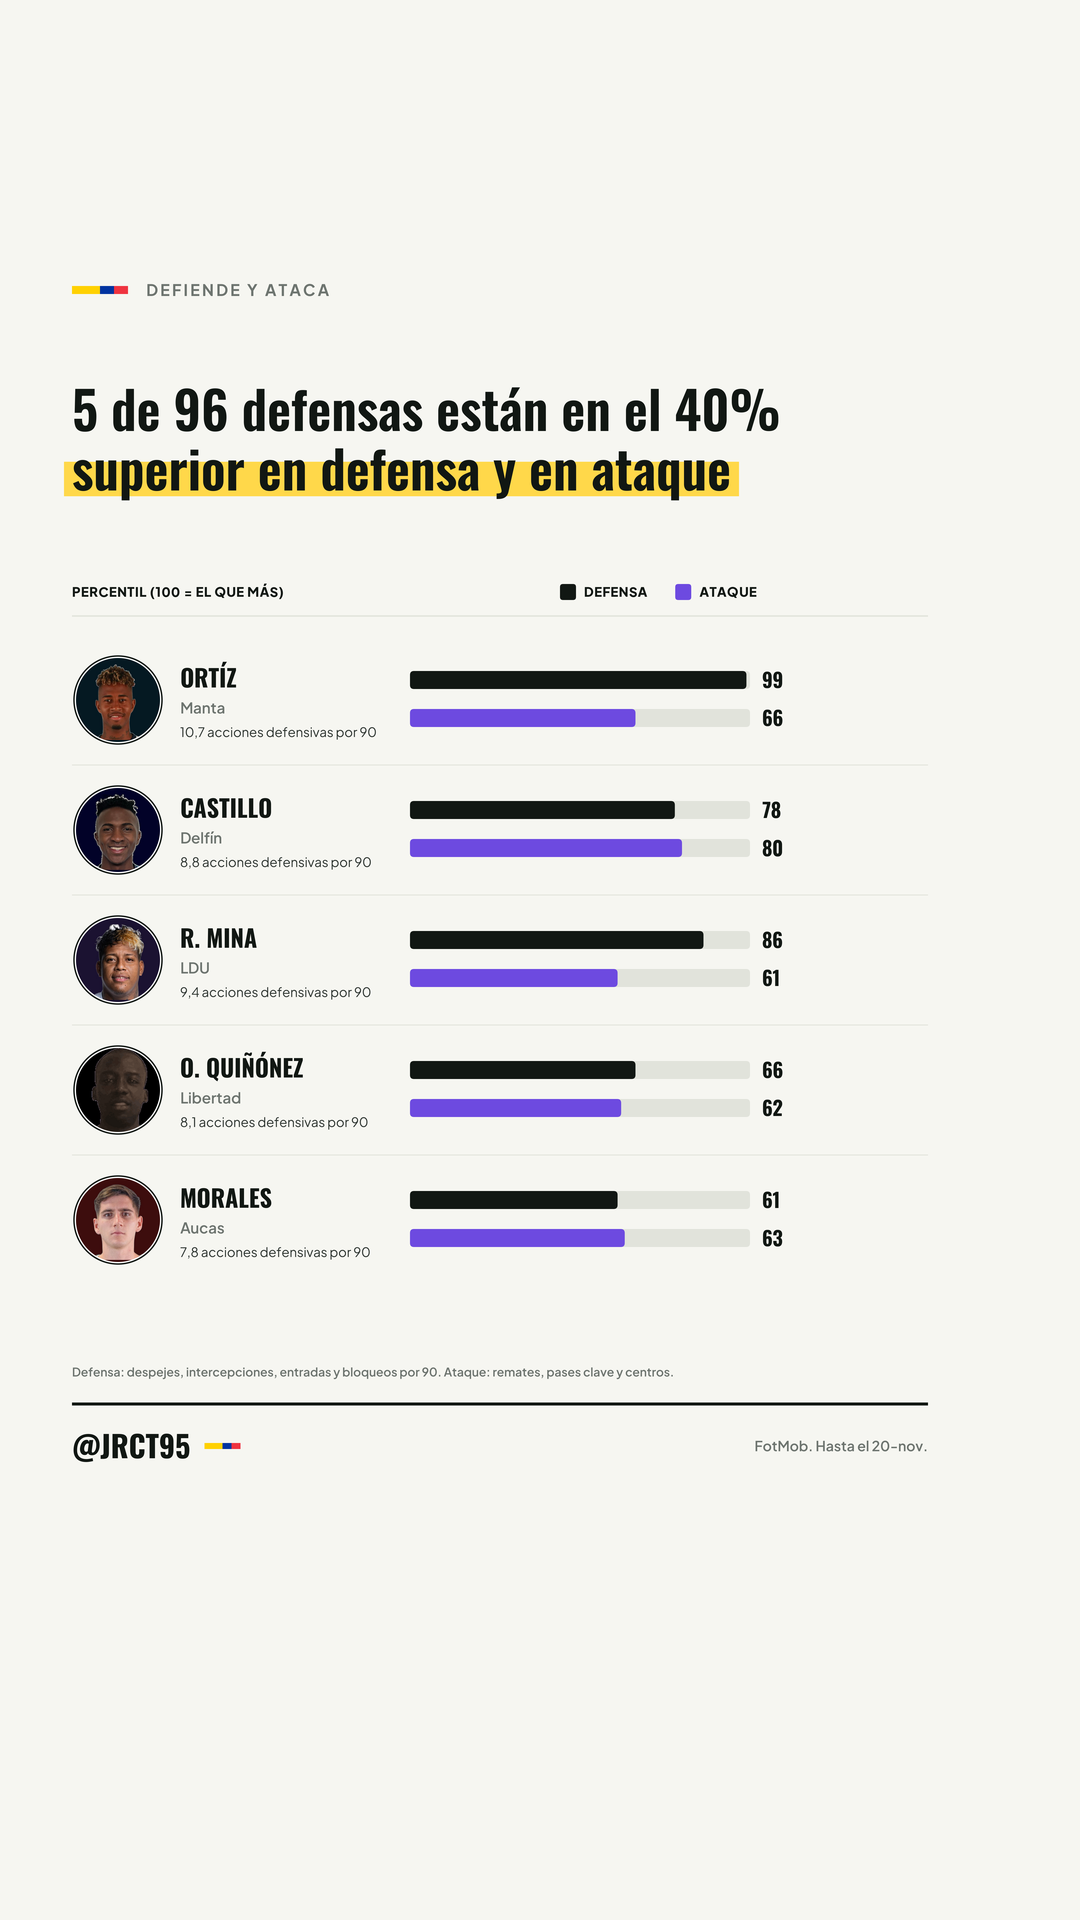 DEFIENDE Y ATACA
5 de 96 defensas están en el 40%
superior en defensa y en ataque
PERCENTIL (100 = EL QUE MÁS)
DEFENSA
ATAQUE
ORTÍZ
Manta
10,7 acciones defensivas por 90
99
66
CASTILLO
Delfín
8,8 acciones defensivas por 90
78
80
R. MINA
LDU
9,4 acciones defensivas por 90
86
61
O. QUIÑÓNEZ
Libertad
8,1 acciones defensivas por 90
66
62
MORALES
Aucas
7,8 acciones defensivas por 90
61
63
Defensa: despejes, intercepciones, entradas y bloqueos por 90. Ataque: remates, pases clave y centros.
@JRCT95
FotMob. Hasta el 20-nov.